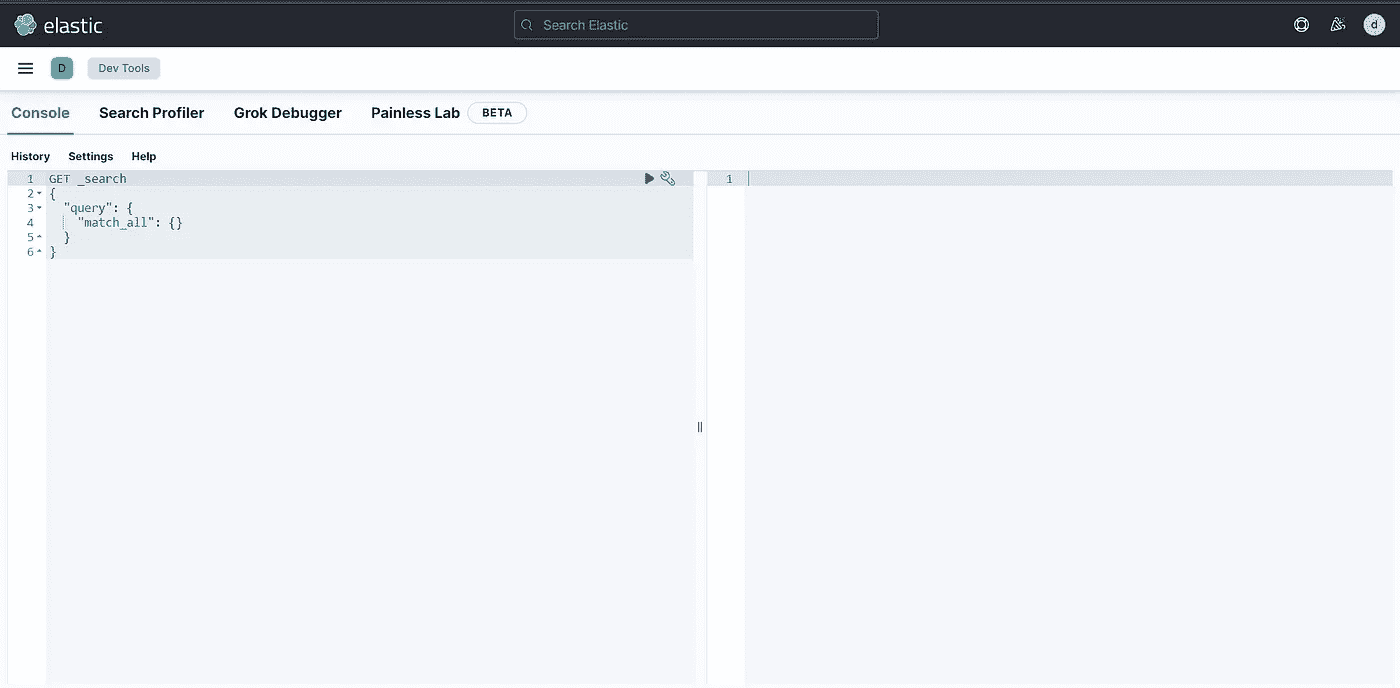 elastic Search Elastic d
D Dev Tools
Console Search Profiler Grok Debugger Painless Lab BETA
History Settings Help
1 GET _search 1
2 {
3 "query": {
4 "match_all": {}
5 }
6 }